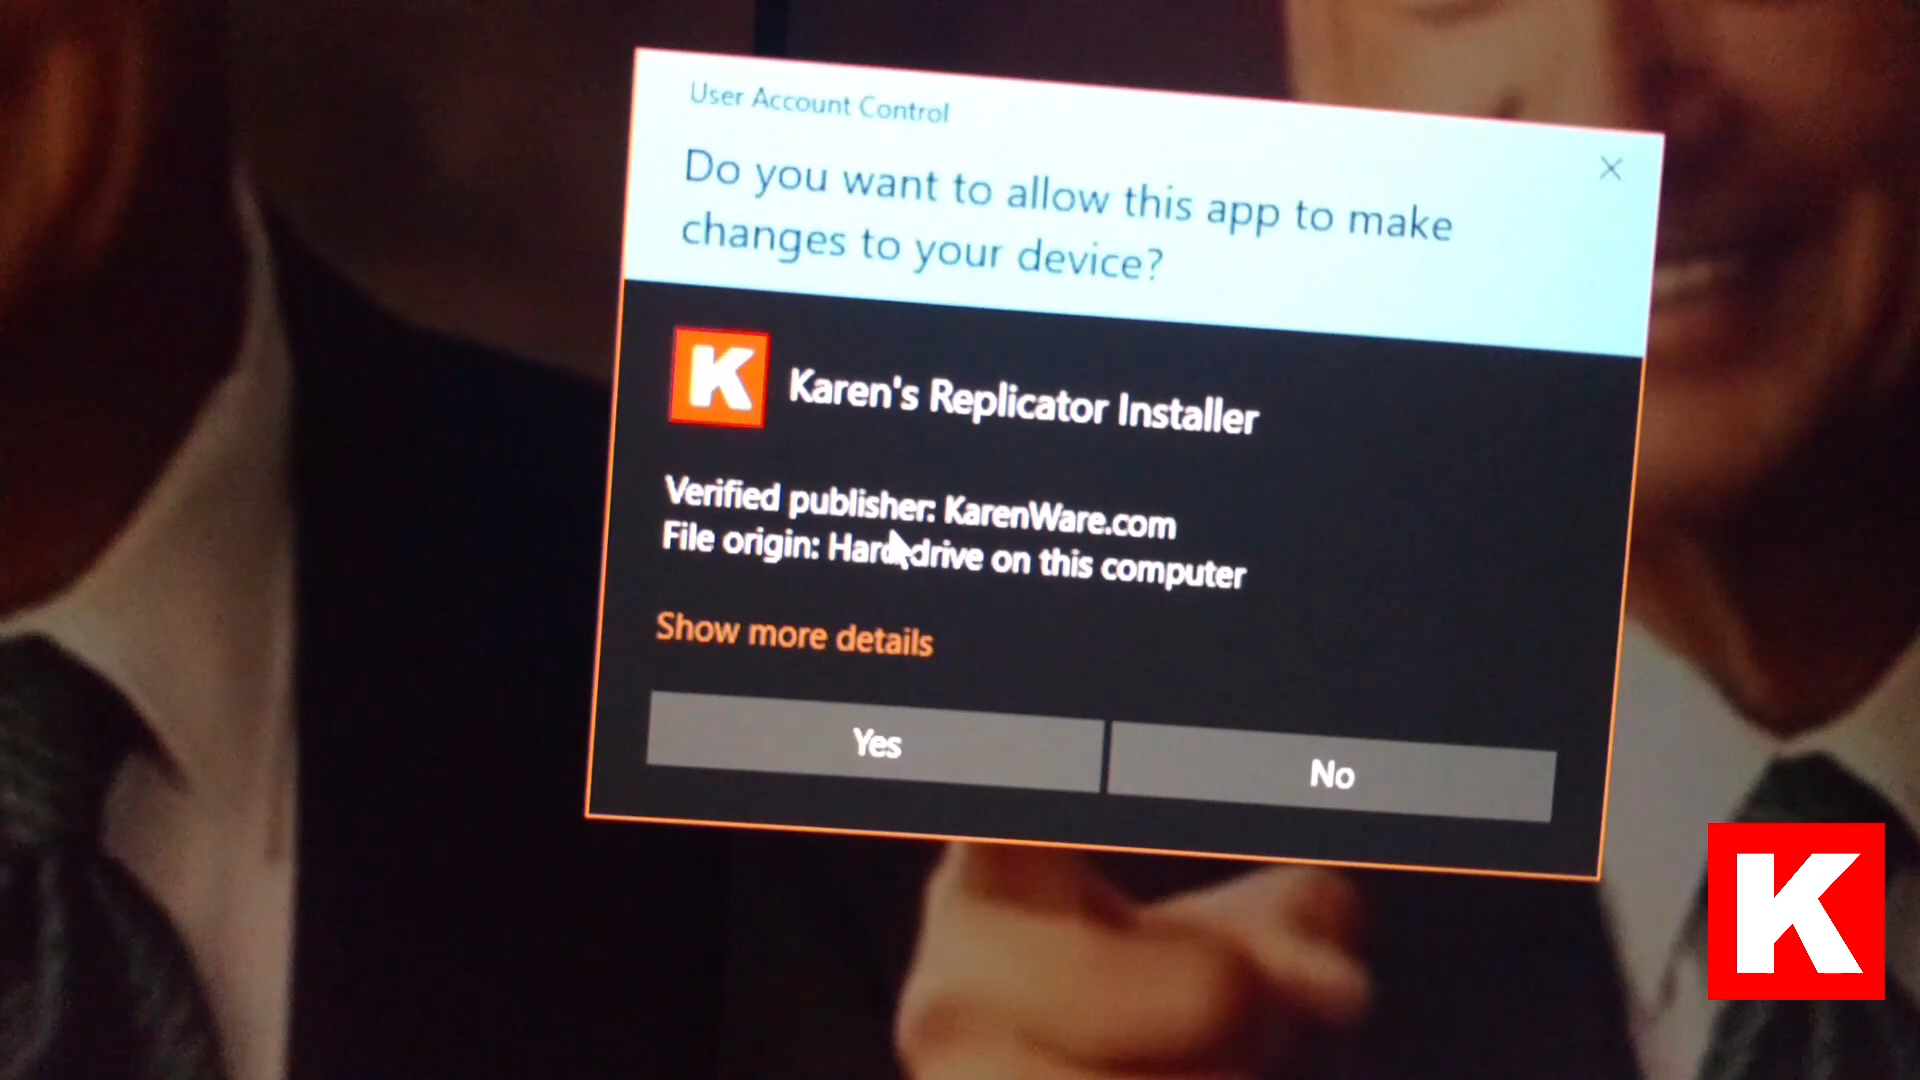 User Account Control
Do you want to allow this app to make
changes to your device?
K
Karen's Replicator Installer
Verified publisher: KarenWare.com
File origin: Hard drive on this computer
Show more details
Yes
No
K